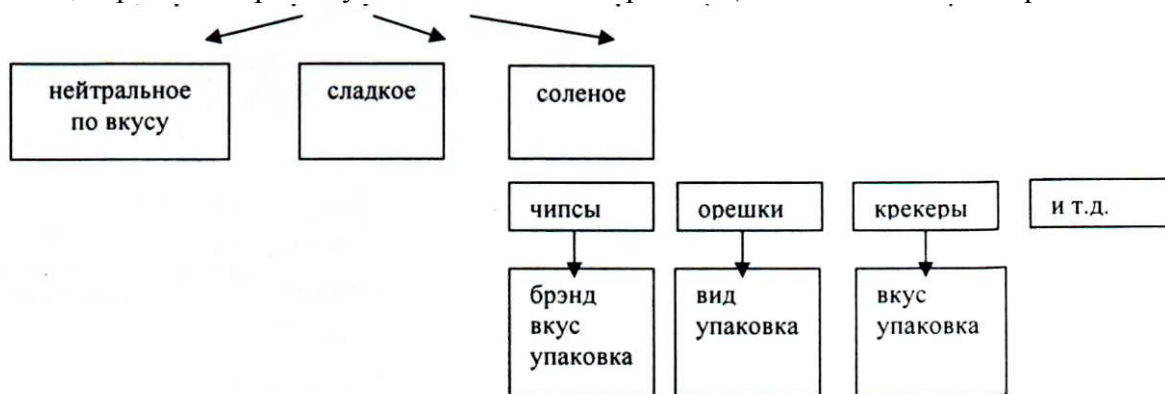 нейтральное
по вкусу
сладкое
соленое
чипсы
орешки
крекеры
и т.д.
брэнд
вкус
упаковка
вид
упаковка
вкус
упаковка